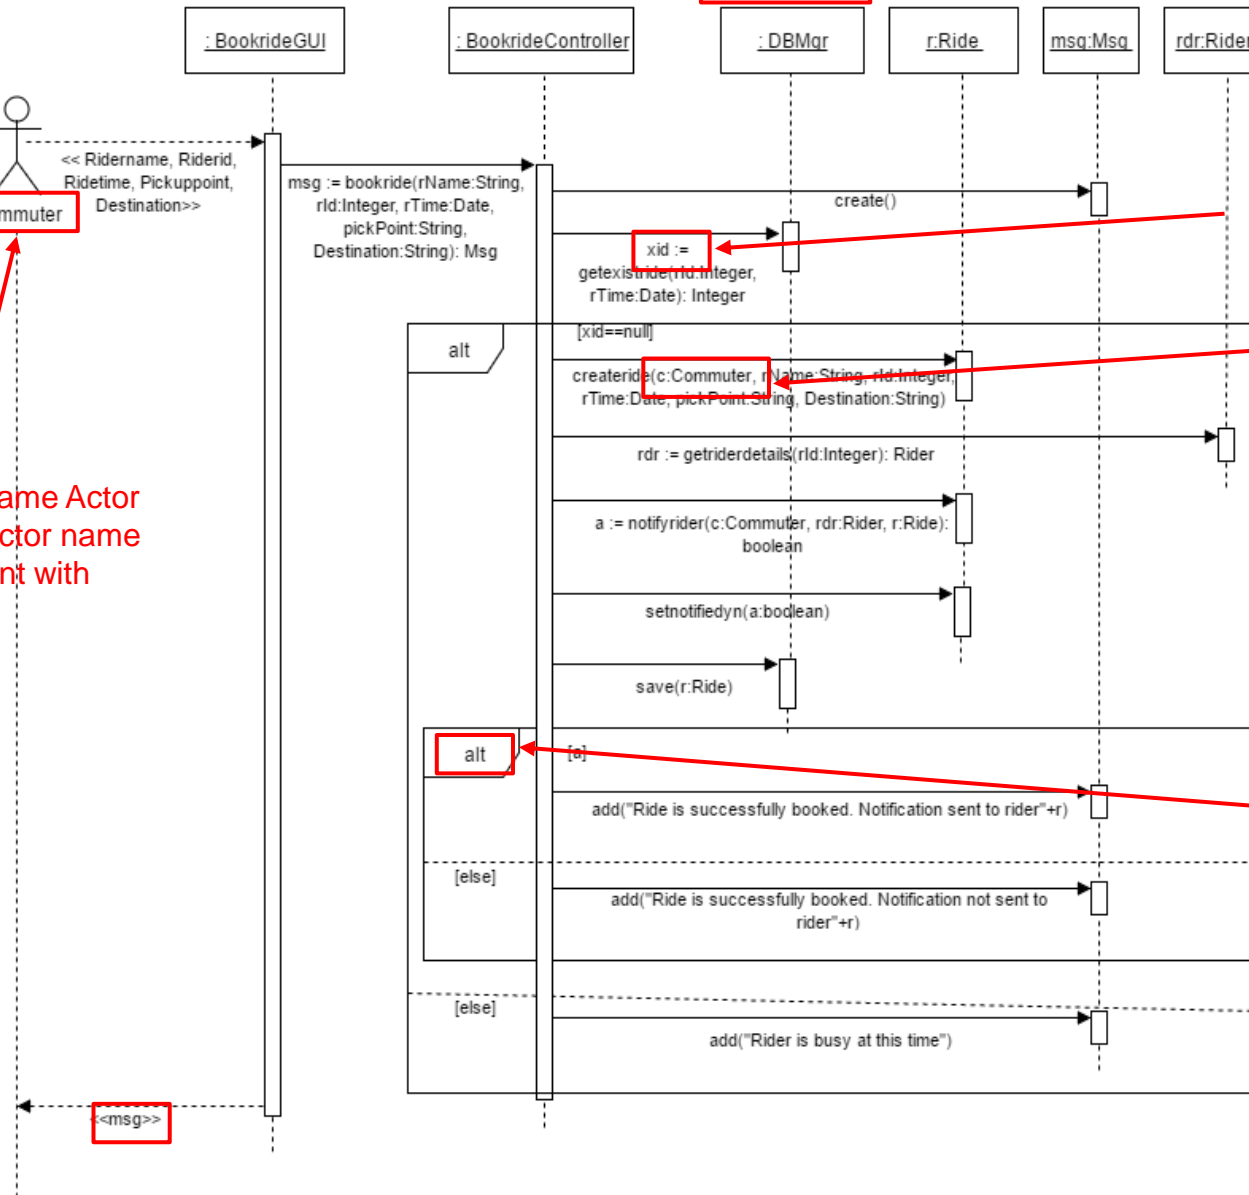 : BookrideGUI
: BookrideController
: DBMgr
r:Ride
msg:Msg
rdr:Rider
<< Ridername, Riderid,
Ridetime, Pickuppoint,
Destination>>
mmuter
msg := bookride(rName:String,
rId:Integer, rTime:Date,
pickPoint:String,
Destination:String): Msg
create()
xid :=
getexistride(rId:Integer,
rTime:Date): Integer
alt
[xid==null]
createride(c:Commuter, rName:String, rId:Integer,
rTime:Date, pickPoint:String, Destination:String)
rdr := getriderdetails(rId:Integer): Rider
ame Actor
ctor name
nt with
a := notifyrider(c:Commuter, rdr:Rider, r:Ride):
boolean
setnotifiedyn(a:boolean)
save(r:Ride)
alt
[a]
add("Ride is successfully booked. Notification sent to rider"+r)
[else]
add("Ride is successfully booked. Notification not sent to
rider"+r)
[else]
add("Rider is busy at this time")
<<msg>>